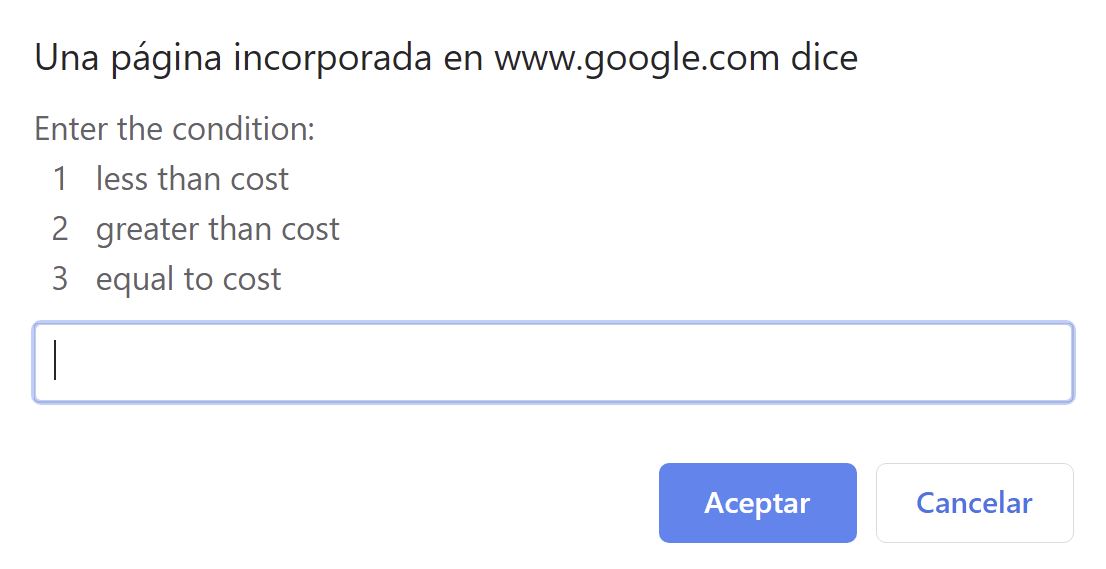 Una página incorporada en www.google.com dice
Enter the condition:
1 less than cost
2 greater than cost
3 equal to cost
Aceptar Cancelar